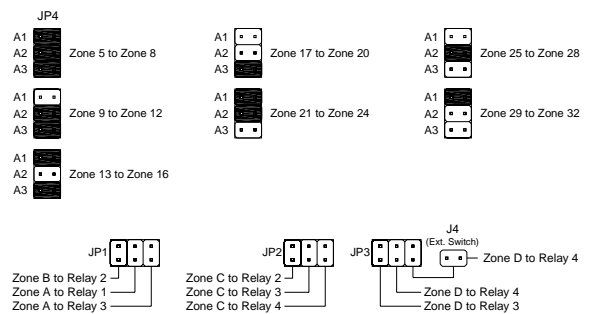 JP4
A1
A2 Zone 5 to Zone 8
A3
A1
A2 Zone 17 to Zone 20
A3
A1
A2 Zone 25 to Zone 28
A3
A1
A2 Zone 9 to Zone 12
A3
A1
A2 Zone 21 to Zone 24
A3
A1
A2 Zone 29 to Zone 32
A3
A1
A2 Zone 13 to Zone 16
A3
JP1
Zone B to Relay 2
Zone A to Relay 1
Zone A to Relay 3
JP2
Zone C to Relay 2
Zone C to Relay 3
Zone C to Relay 4
JP3
J4
(Ext. Switch)
Zone D to Relay 4
Zone D to Relay 4
Zone D to Relay 3